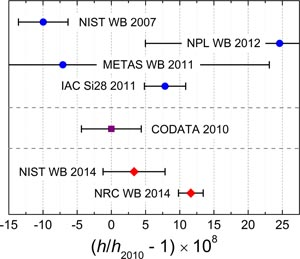 NIST WB 2007
NPL WB 2012
METAS WB 2011
IAC Si28 2011
CODATA 2010
NIST WB 2014
NRC WB 2014
-15 -10 -5 0 5 10 15 20 25
(h/h2010 - 1) × 10⁸